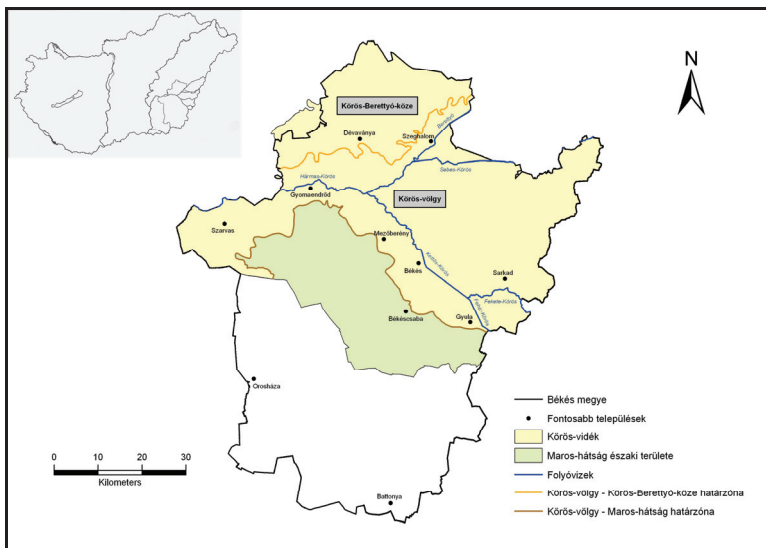 N
Körös-Berettyó-köze
Dévaványa
Szeghalom
Berettyó
Hármas-Körös
Sebes-Körös
Gyomaendrőd
Körös-völgy
Szarvas
Mezőberény
Kettős-Körös
Békés
Sarkad
Fekete-Körös
Fehér-Körös
Békéscsaba
Gyula
Orosháza
Battonya
0 10 20 30
Kilometers
Békés megye
Fontosabb települések
Körös-vidék
Maros-hátság északi területe
Folyóvizek
Körös-völgy - Körös-Berettyó-köze határzóna
Körös-völgy - Maros-hátság határzóna